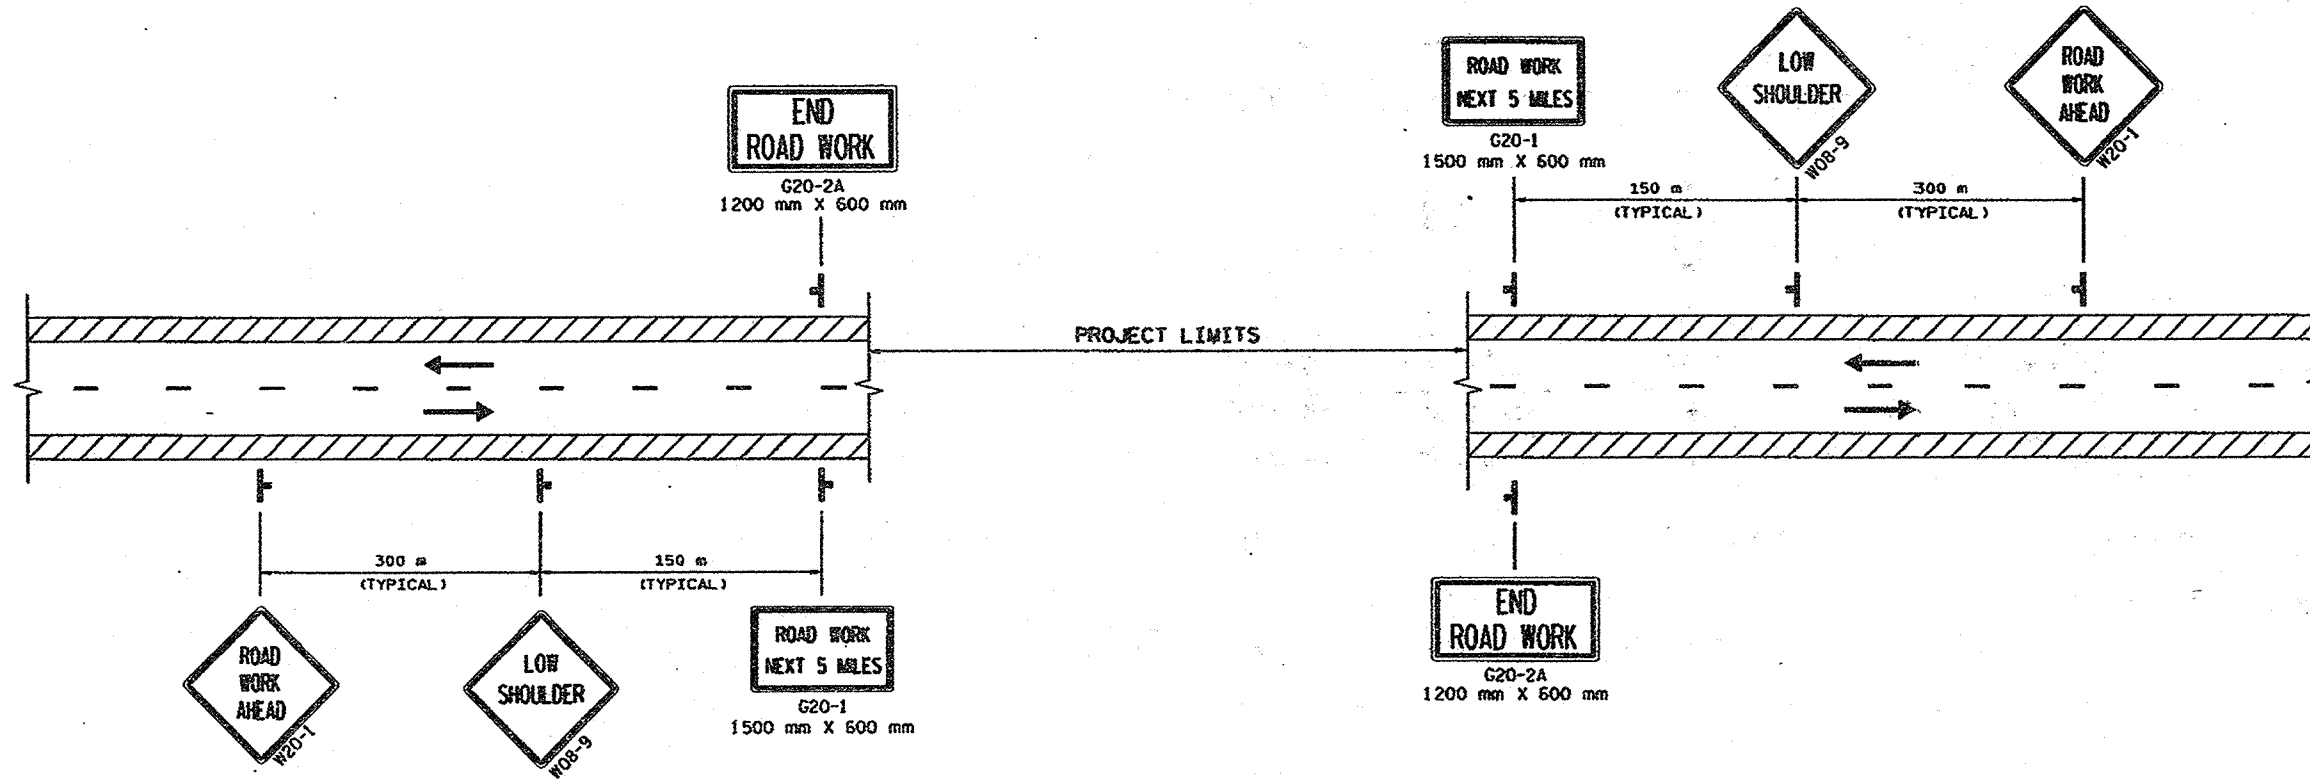 END
ROAD WORK
G20-2A
1200 mm X 600 mm
ROAD WORK
NEXT 5 MILES
G20-1
1500 mm X 600 mm
LOW
SHOULDER
W08-9
ROAD
WORK
AHEAD
W20-1
150 m
(TYPICAL)
300 m
(TYPICAL)
PROJECT LIMITS
300 m
(TYPICAL)
150 m
(TYPICAL)
ROAD
WORK
AHEAD
W20-1
LOW
SHOULDER
W08-9
ROAD WORK
NEXT 5 MILES
G20-1
1500 mm X 600 mm
END
ROAD WORK
G20-2A
1200 mm X 600 mm